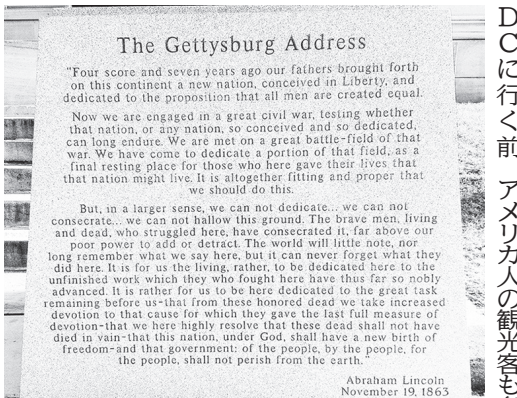 The Gettysburg Address
"Four score and seven years ago our fathers brought forth
on this continent a new nation, conceived in Liberty, and
dedicated to the proposition that all men are created equal.
Now we are engaged in a great civil war, testing whether
that nation, or any nation, so conceived and so dedicated,
can long endure. We are met on a great battle-field of that
war. We have come to dedicate a portion of that field, as a
final resting place for those who here gave their lives that
that nation might live. It is altogether fitting and proper that
we should do this.
But, in a larger sense, we can not dedicate... we can not
consecrate... we can not hallow this ground. The brave men, living
and dead, who struggled here, have consecrated it, far above our
poor power to add or detract. The world will little note, nor
long remember what we say here, but it can never forget what they
did here. It is for us the living, rather, to be dedicated here to the
unfinished work which they who fought here have thus far so nobly
advanced. It is rather for us to be here dedicated to the great task
remaining before us-that from these honored dead we take increased
devotion to that cause for which they gave the last full measure of
devotion-that we here highly resolve that these dead shall not have
died in vain-that this nation, under God, shall have a new birth of
freedom-and that government: of the people, by the people, for
the people, shall not perish from the earth."
Abraham Lincoln
November 19, 1863
DCに行く前、アメリカ人の観光客も